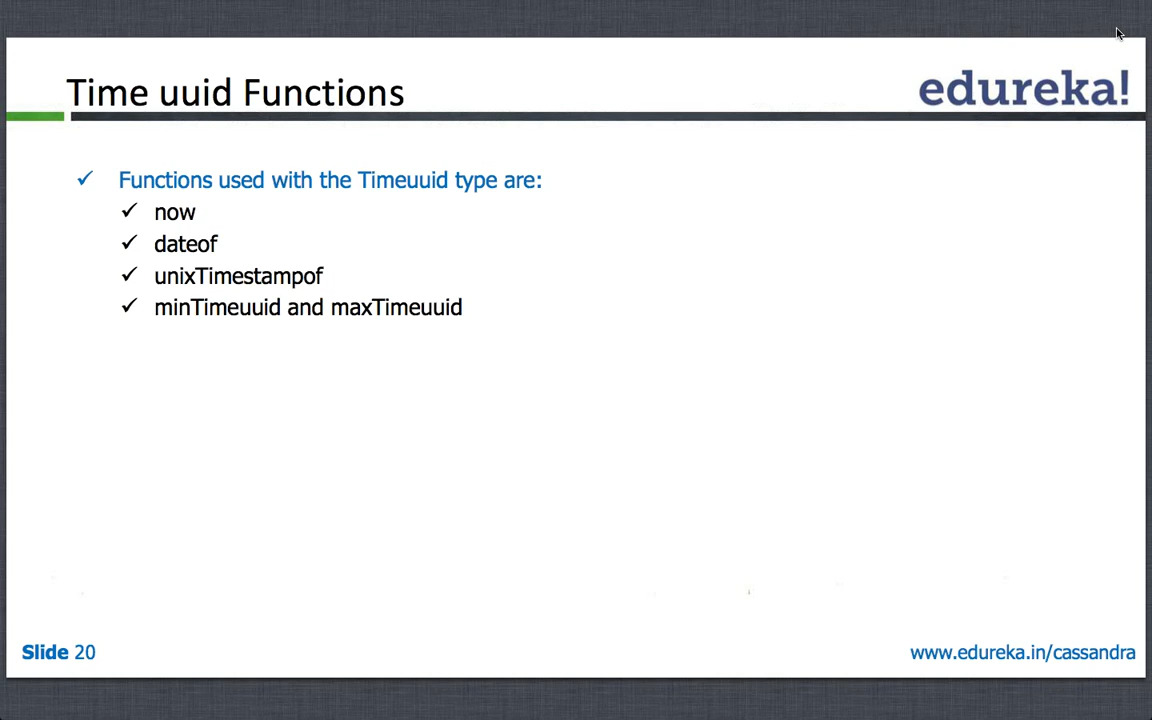 Time uuid Functions
edureka!
Functions used with the Timeuuid type are:
now
dateof
unixTimestampof
minTimeuuid and maxTimeuuid
Slide 20
www.edureka.in/cassandra